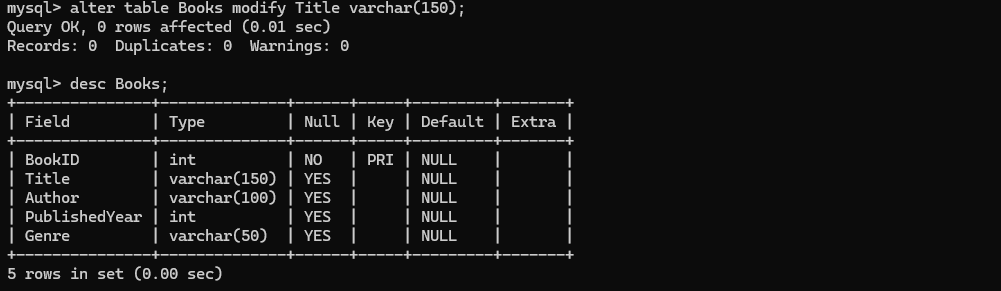 mysql> alter table Books modify Title varchar(150);
Query OK, 0 rows affected (0.01 sec)
Records: 0  Duplicates: 0  Warnings: 0

mysql> desc Books;
+---------------+--------------+------+-----+---------+-------+
| Field         | Type         | Null | Key | Default | Extra |
+---------------+--------------+------+-----+---------+-------+
| BookID        | int          | NO   | PRI | NULL    |       |
| Title         | varchar(150) | YES  |     | NULL    |       |
| Author        | varchar(100) | YES  |     | NULL    |       |
| PublishedYear | int          | YES  |     | NULL    |       |
| Genre         | varchar(50)  | YES  |     | NULL    |       |
+---------------+--------------+------+-----+---------+-------+
5 rows in set (0.00 sec)